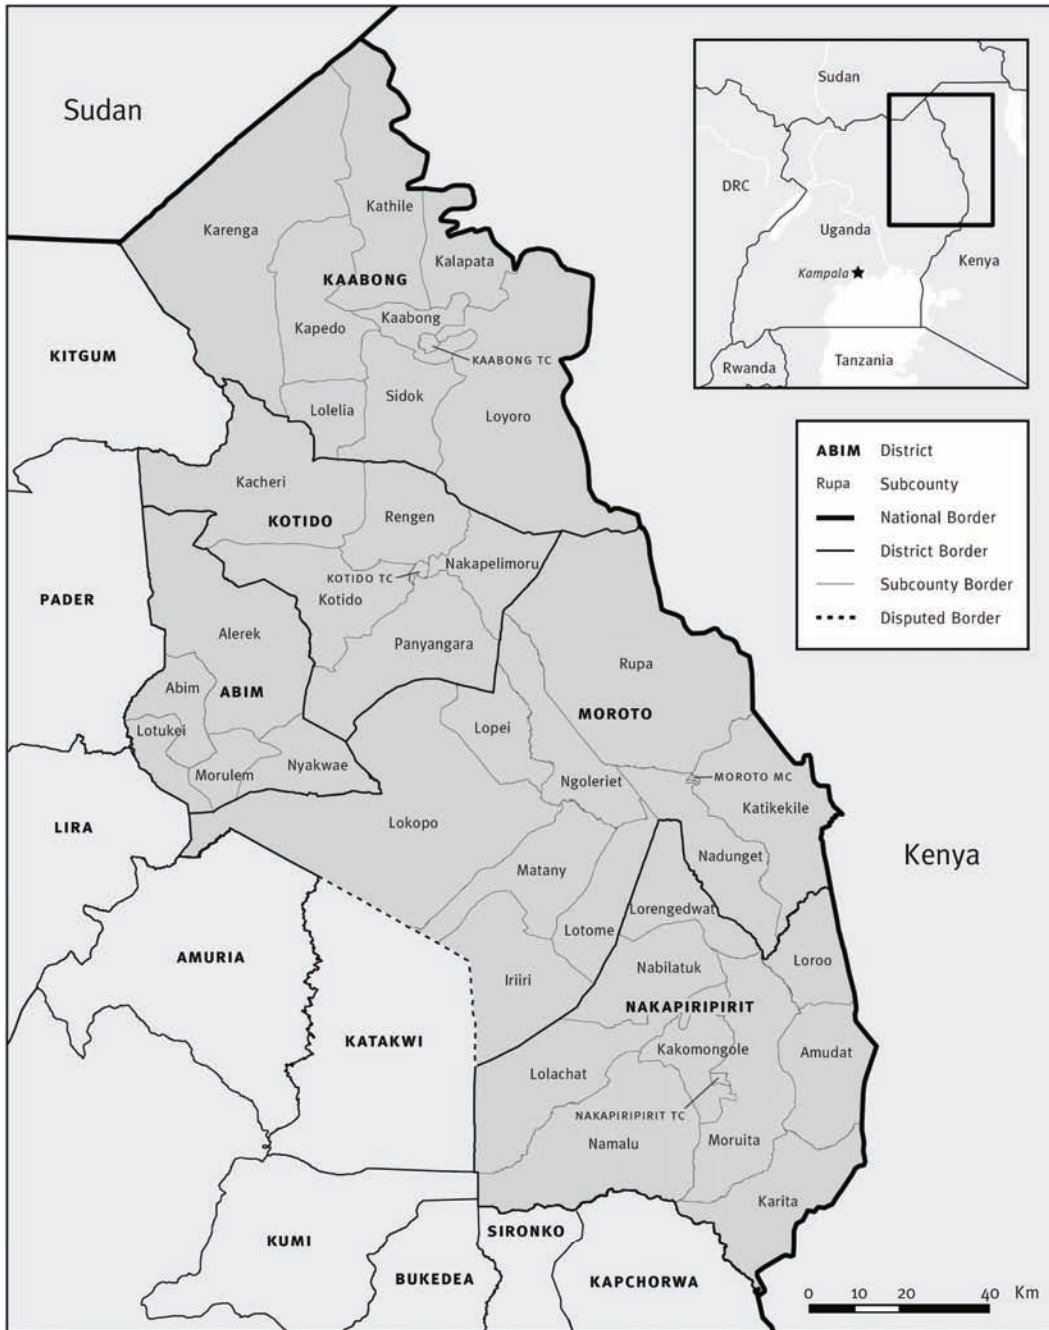 Sudan
Sudan
DRC
Uganda
Kampala
Kenya
Rwanda
Tanzania
Karenga
Kathile
Kalapata
KAABONG
Kaabong
Kapedo
KAABONG TC
KITGUM
Lolelia
Sidok
Loyoro
ABIM District
Rupa Subcounty
National Border
District Border
Subcounty Border
Disputed Border
Kacheri
KOTIDO
Rengen
Nakapelimoru
KOTIDO TC
Kotido
PADER
Alerek
Panyangara
Rupa
Abim
ABIM
MOROTO
Lotukei
Lopei
Nyakwae
Morulem
Ngoleriet
MOROTO MC
Katikekile
LIRA
Lokopo
Nadunget
Kenya
Matany
Lorengedwat
Lotome
AMURIA
Loroo
Nabilatuk
Iriiri
NAKAPIRIPIRIT
KATAKWI
Kakomongole
Amudat
Lolachat
NAKAPIRIPIRIT TC
Namalu
Moruita
Karita
SIRONKO
KUMI
BUKEDEA
KAPCHORWA
0 10 20 40 Km